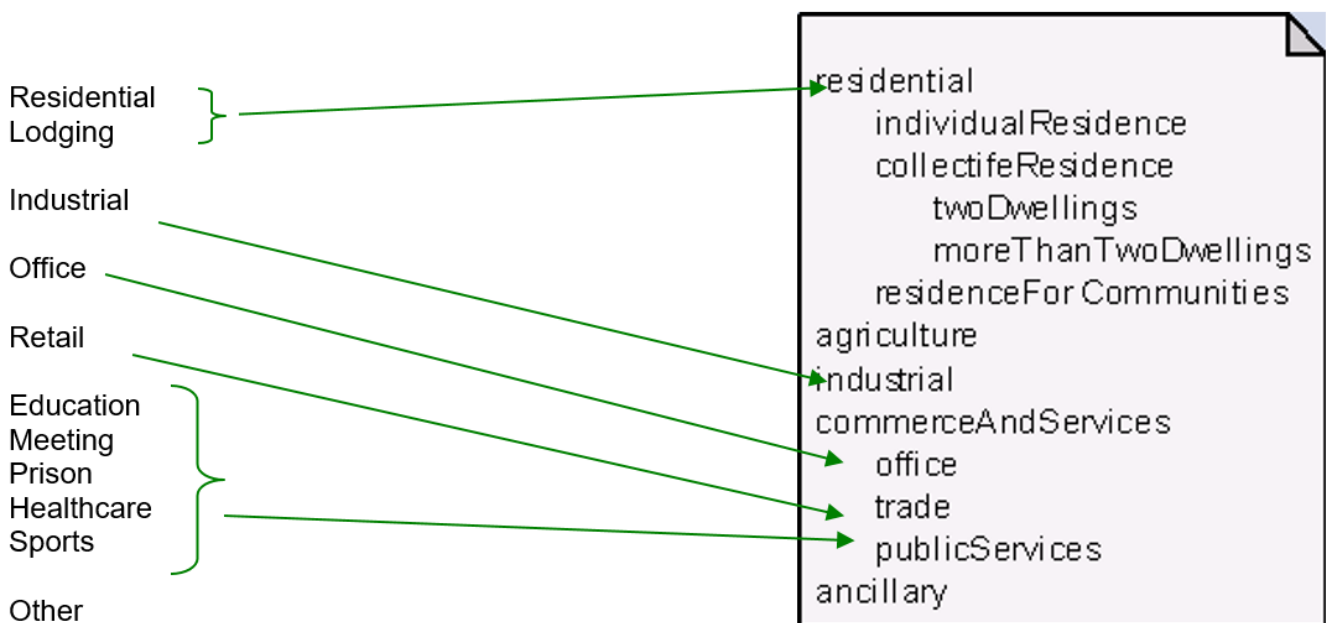 Residential
Lodging
Industrial
Office
Retail
Education
Meeting
Prison
Healthcare
Sports
Other
residential
individualResidence
collectifeResidence
twoDwellings
moreThanTwoDwellings
residenceFor Communities
agriculture
industrial
commerceAndServices
office
trade
publicServices
ancillary